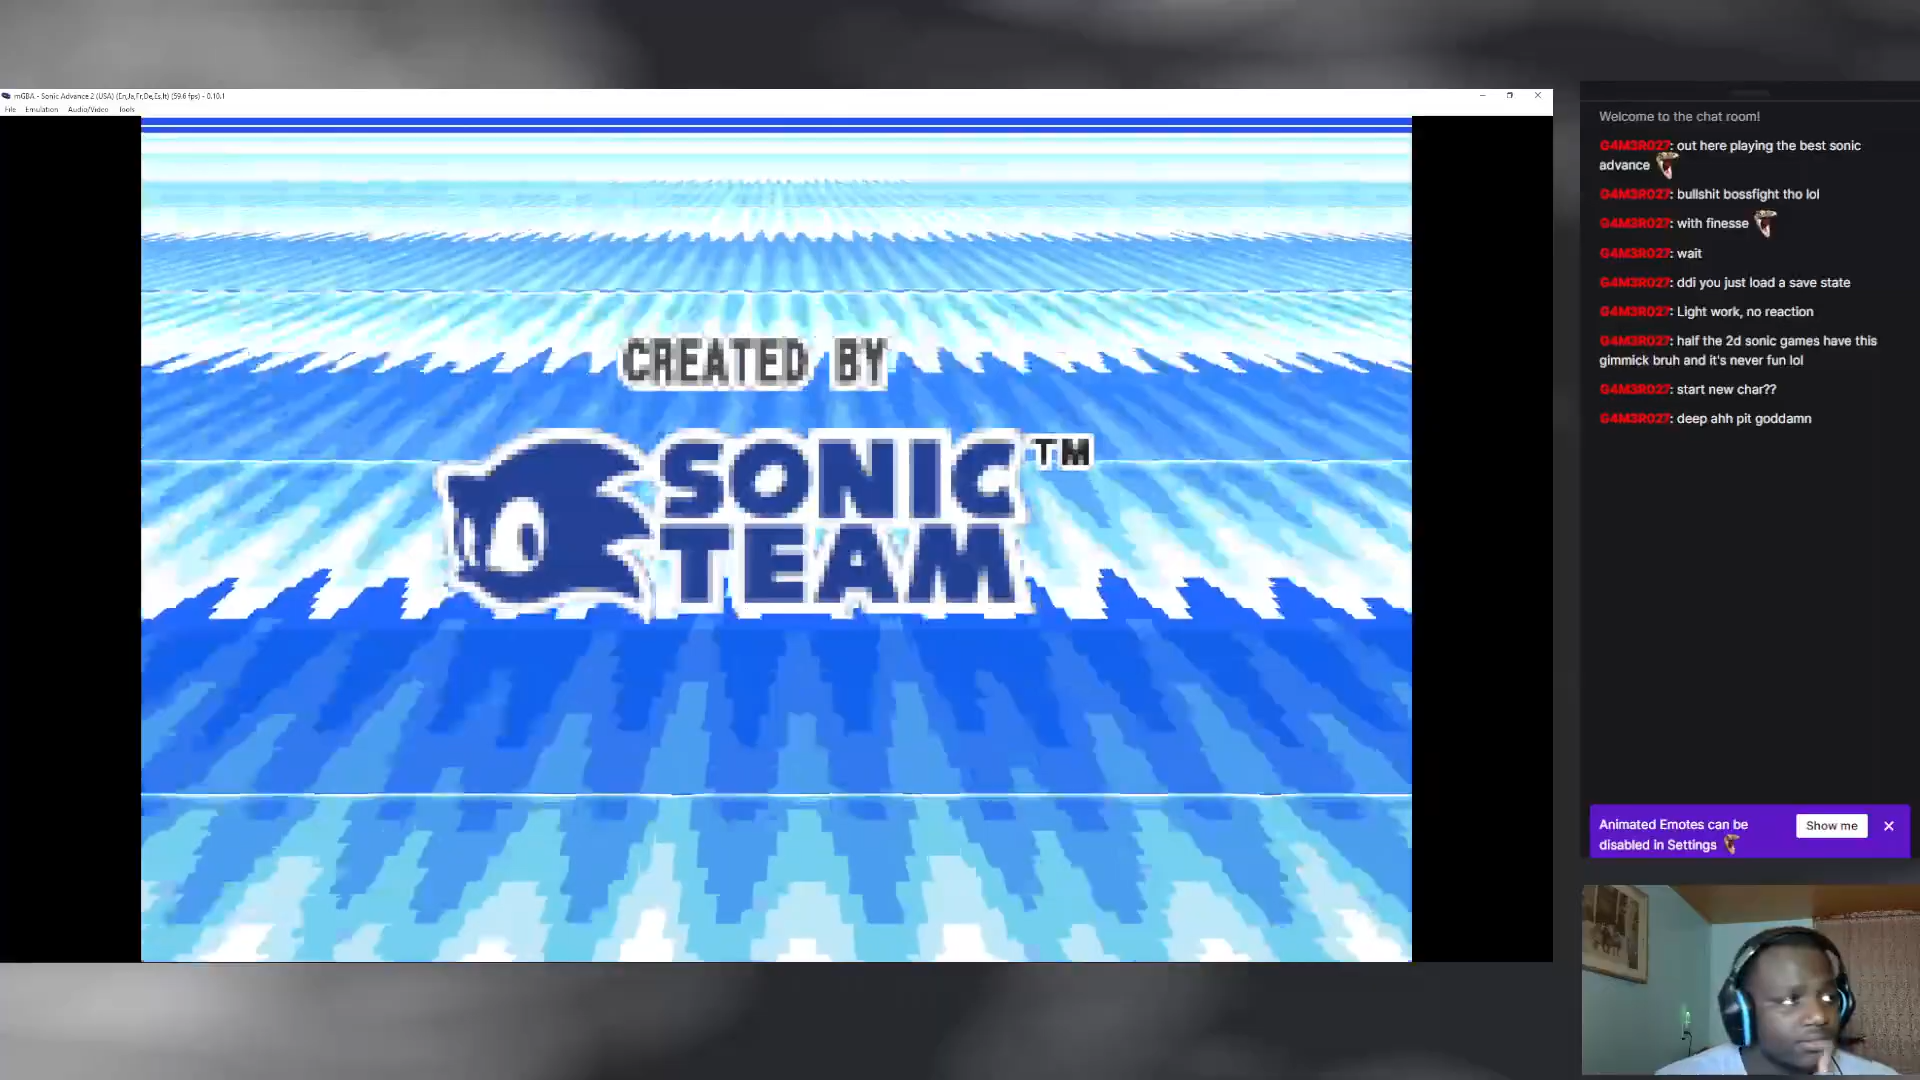 mGBA - Sonic Advance 2 (USA) (En,Ja,Fr,De,Es,It) (59.6 fps) - 0.10.1
File Emulation Audio/Video Tools
CREATED BY
SONIC TM
TEAM
Welcome to the chat room!
G4M3R027: out here playing the best sonic
advance
G4M3R027: bullshit bossfight tho lol
G4M3R027: with finesse
G4M3R027: wait
G4M3R027: ddi you just load a save state
G4M3R027: Light work, no reaction
G4M3R027: half the 2d sonic games have this
gimmick bruh and it's never fun lol
G4M3R027: start new char??
G4M3R027: deep ahh pit goddamn
Animated Emotes can be
disabled in Settings
Show me